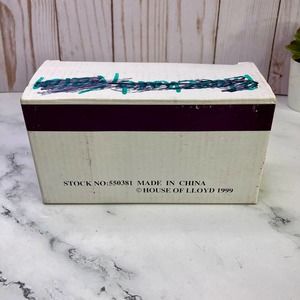 STOCK NO:550381 MADE IN CHINA
© HOUSE OF LLOYD 1999